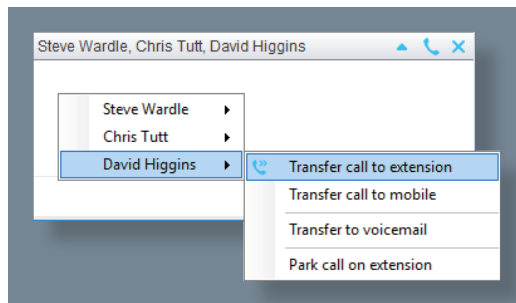 Steve Wardle, Chris Tutt, David Higgins
Steve Wardle
Chris Tutt
David Higgins
Transfer call to extension
Transfer call to mobile
Transfer to voicemail
Park call on extension